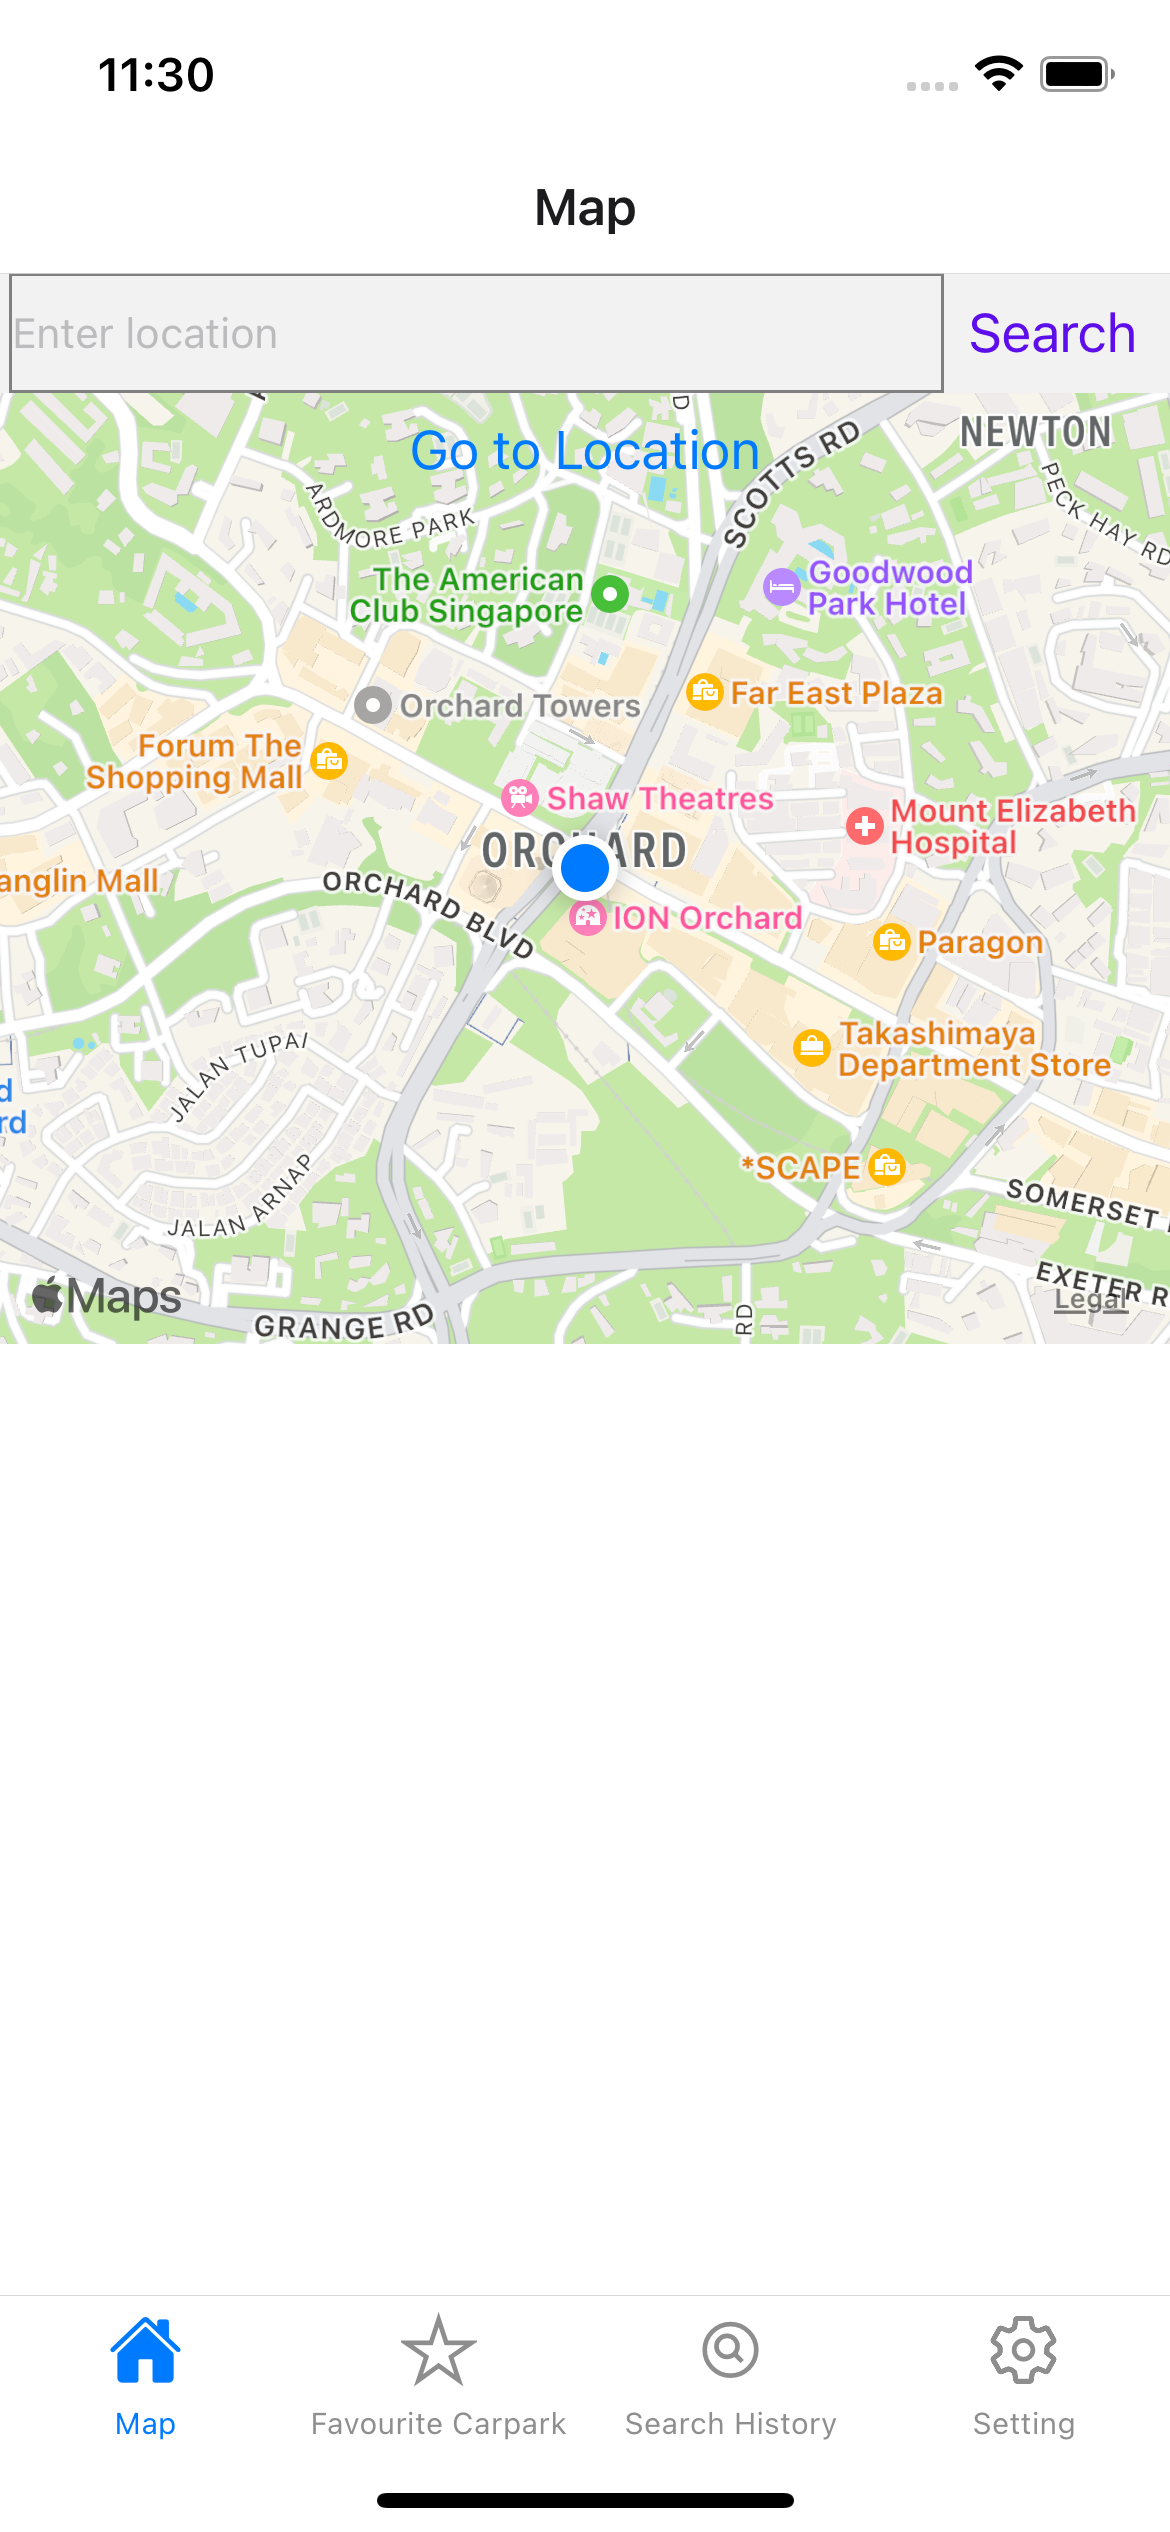 11:30
Map
Enter location
Search
Go to Location
NEWTON
SCOTTS RD
PECK HAY RD
ARDMORE PARK
The American
Club Singapore
Goodwood
Park Hotel
Orchard Towers
Far East Plaza
Forum The
Shopping Mall
Shaw Theatres
Mount Elizabeth
Hospital
anglin Mall
ORCHARD BLVD
ION Orchard
Paragon
Takashimaya
Department Store
JALAN TUPAI
d
rd
*SCAPE
JALAN ARNAP
SOMERSET
EXETER R
Maps
Legal
GRANGE RD
RD
Map
Favourite Carpark
Search History
Setting